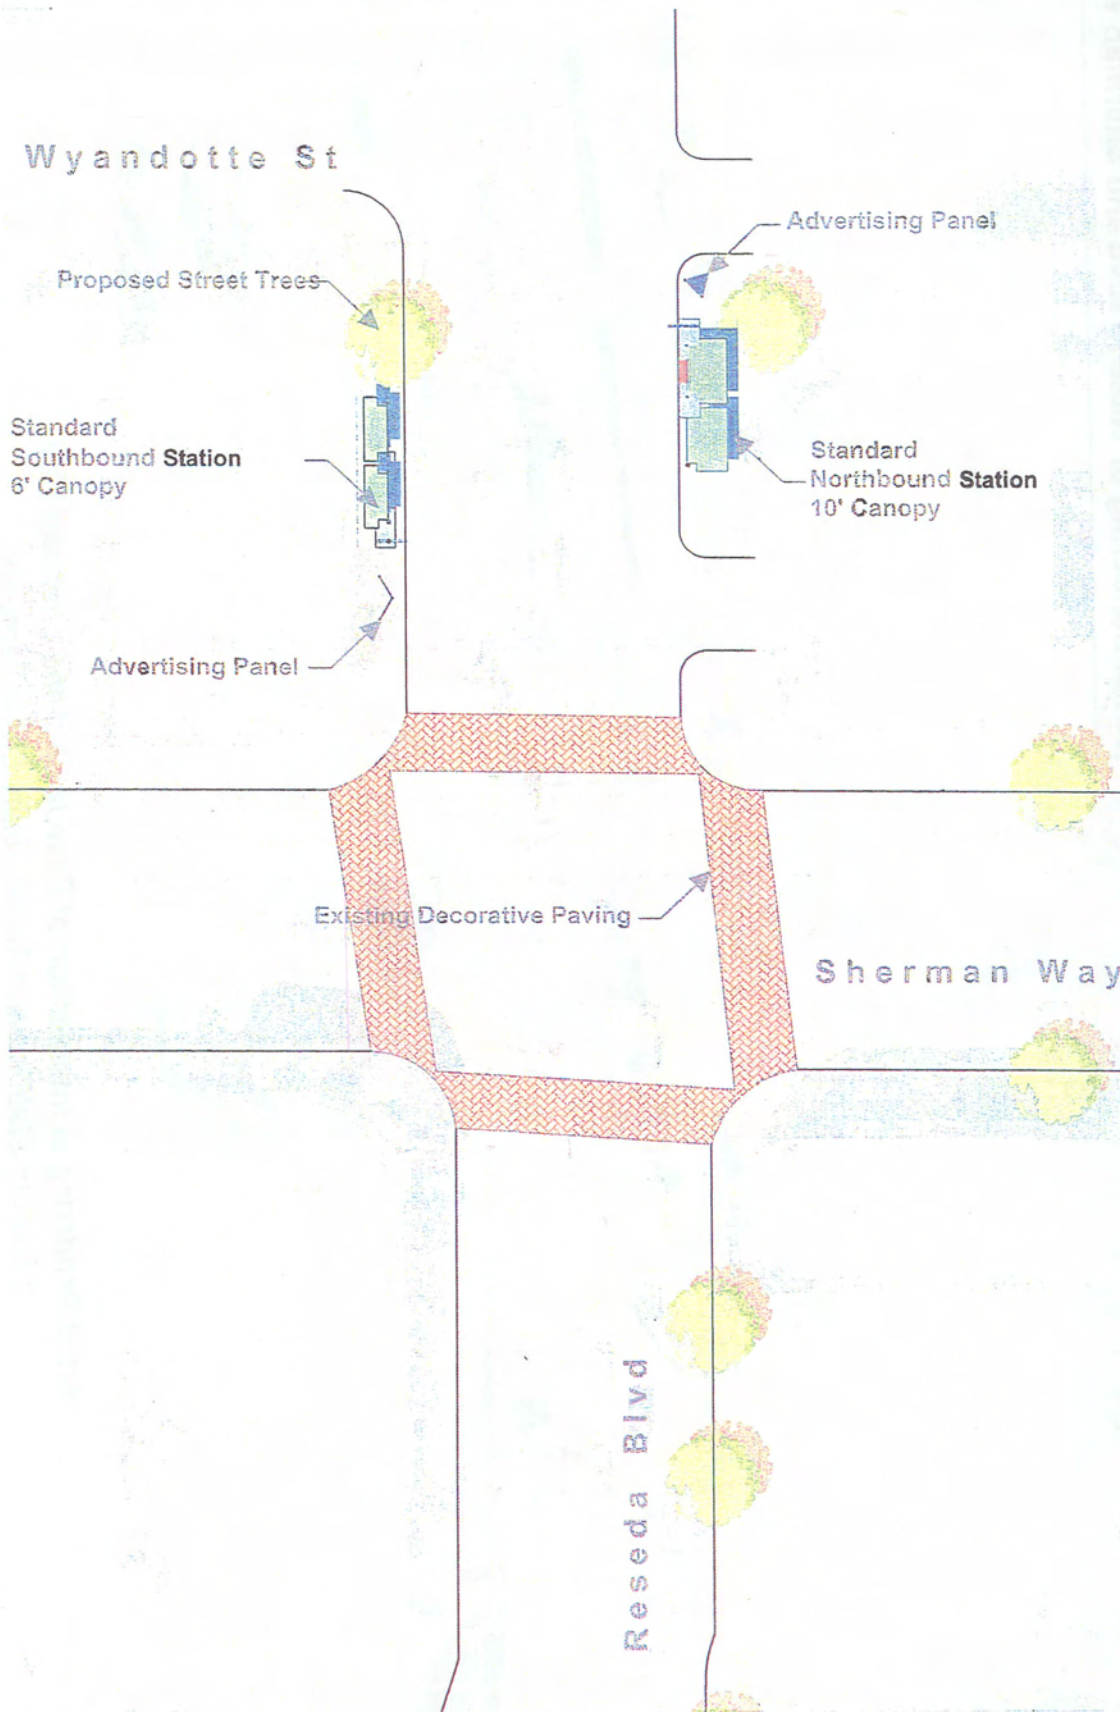 Wyandotte St
Advertising Panel
Proposed Street Trees
Standard
Southbound Station
6' Canopy
Standard
Northbound Station
10' Canopy
Advertising Panel
Existing Decorative Paving
Sherman Way
Reseda Blvd